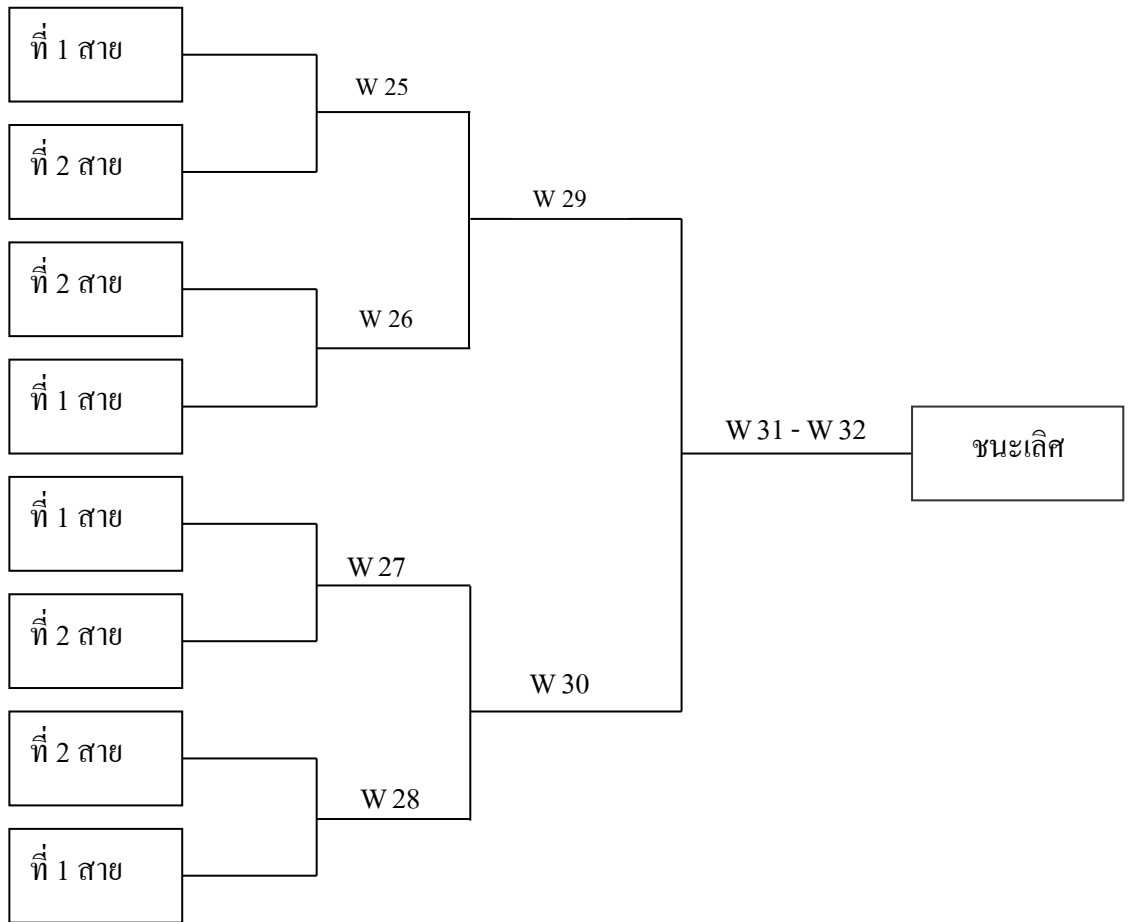 ที่ 1 สาย
W 25
ที่ 2 สาย
W 29
ที่ 2 สาย
W 26
ที่ 1 สาย
W 31 - W 32
ชนะเลิศ
ที่ 1 สาย
W 27
ที่ 2 สาย
W 30
ที่ 2 สาย
W 28
ที่ 1 สาย